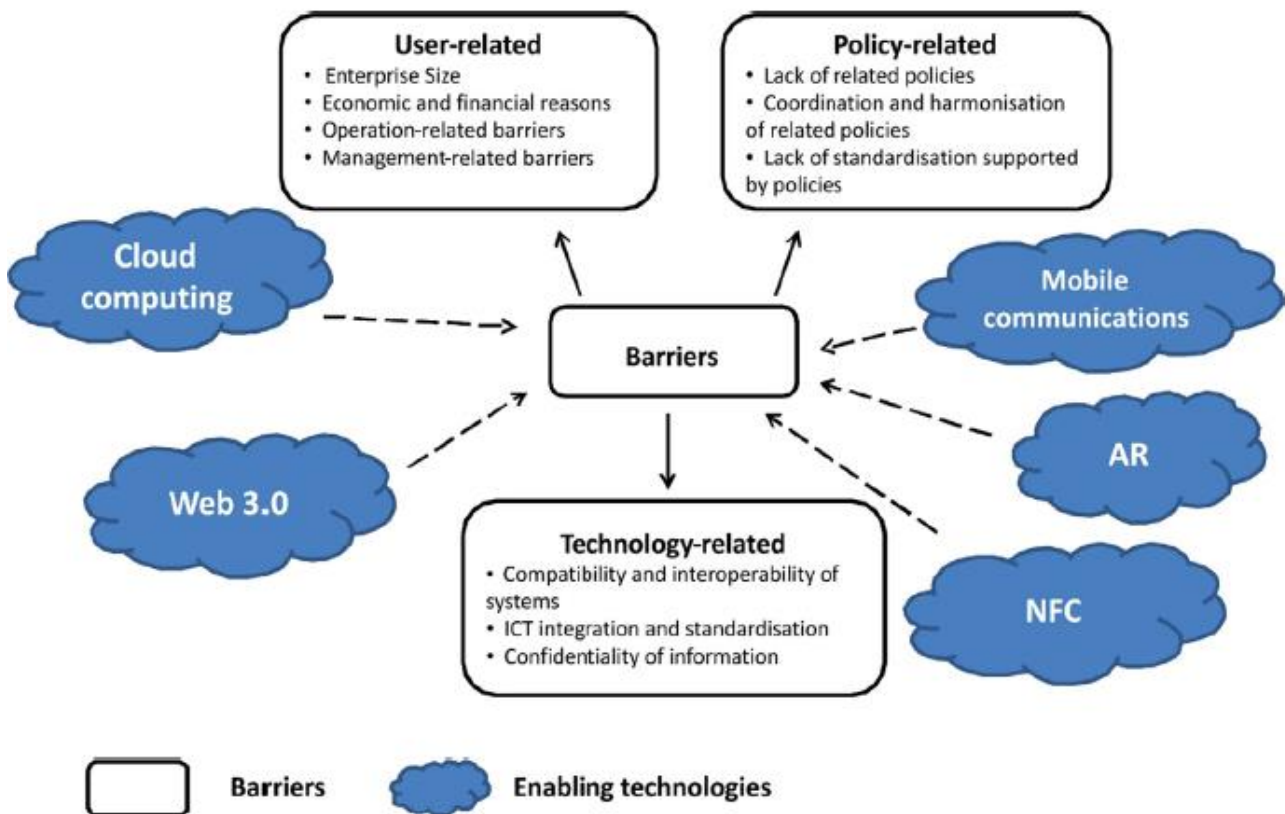 User-related
• Enterprise Size
• Economic and financial reasons
• Operation-related barriers
• Management-related barriers
Policy-related
• Lack of related policies
• Coordination and harmonisation
of related policies
• Lack of standardisation supported
by policies
Cloud
computing
Mobile
communications
Barriers
AR
Web 3.0
Technology-related
• Compatibility and interoperability of
systems
• ICT integration and standardisation
• Confidentiality of information
NFC
Barriers
Enabling technologies